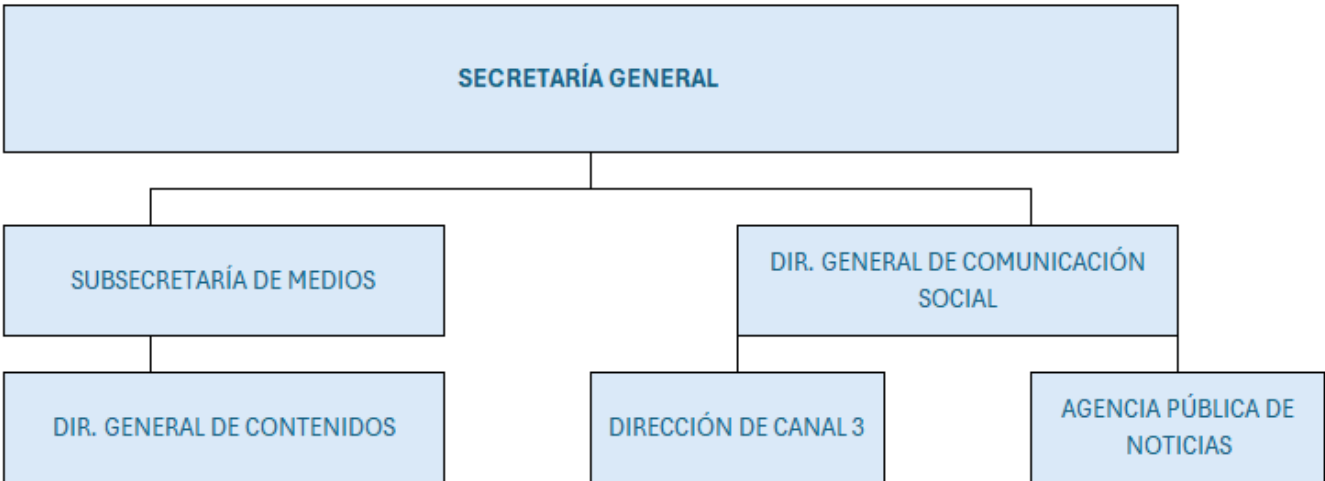 SECRETARÍA GENERAL
SUBSECRETARÍA DE MEDIOS
DIR. GENERAL DE COMUNICACIÓN
SOCIAL
DIR. GENERAL DE CONTENIDOS
DIRECCIÓN DE CANAL 3
AGENCIA PÚBLICA DE
NOTICIAS